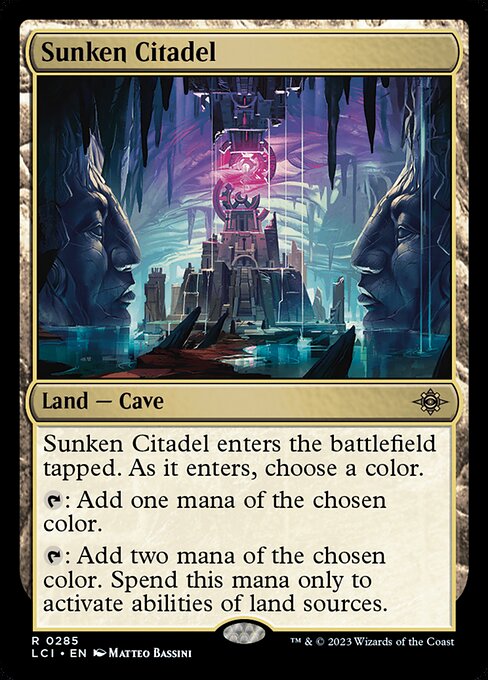 Sunken Citadel
Land — Cave
Sunken Citadel enters the battlefield
tapped. As it enters, choose a color.
: Add one mana of the chosen
color.
: Add two mana of the chosen
color. Spend this mana only to
activate abilities of land sources.
R 0285
LCI • EN Matteo Bassini
™ & © 2023 Wizards of the Coast